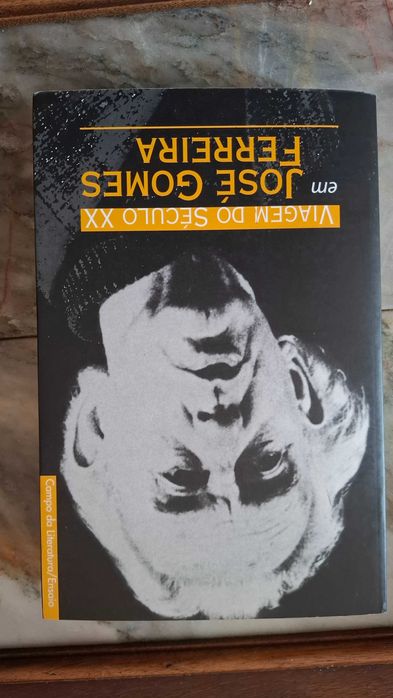 VIAGEM DO SÉCULO XX
em JOSÉ GOMES
FERREIRA
Campo da Literatura/Ensaio